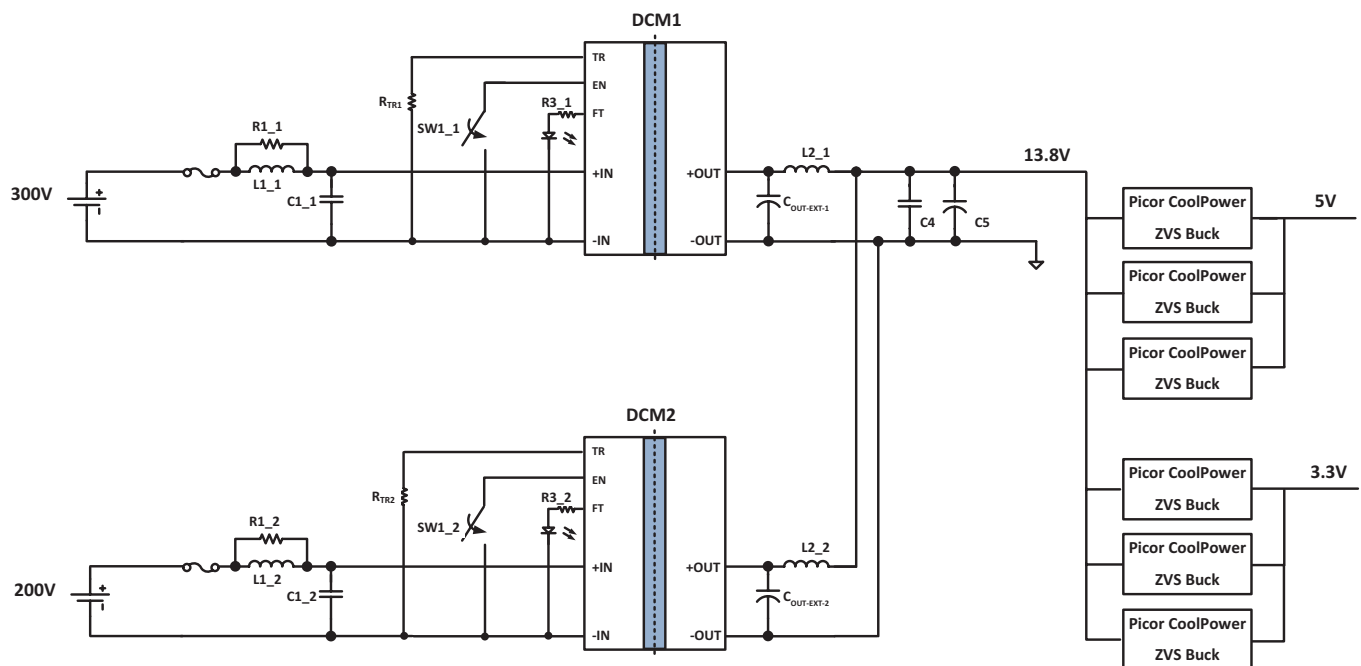 DCM1
TR
EN
FT
R_TR1
R3_1
SW1_1
R1_1
L1_1
C1_1
300V
+
+IN
-IN
+OUT
-OUT
L2_1
C_OUT-EXT-1
C4
C5
13.8V
Picor CoolPower
ZVS Buck
5V
Picor CoolPower
ZVS Buck
Picor CoolPower
ZVS Buck
DCM2
TR
EN
FT
R_TR2
R3_2
SW1_2
R1_2
L1_2
C1_2
200V
+
+IN
-IN
+OUT
-OUT
L2_2
C_OUT-EXT-2
Picor CoolPower
ZVS Buck
3.3V
Picor CoolPower
ZVS Buck
Picor CoolPower
ZVS Buck